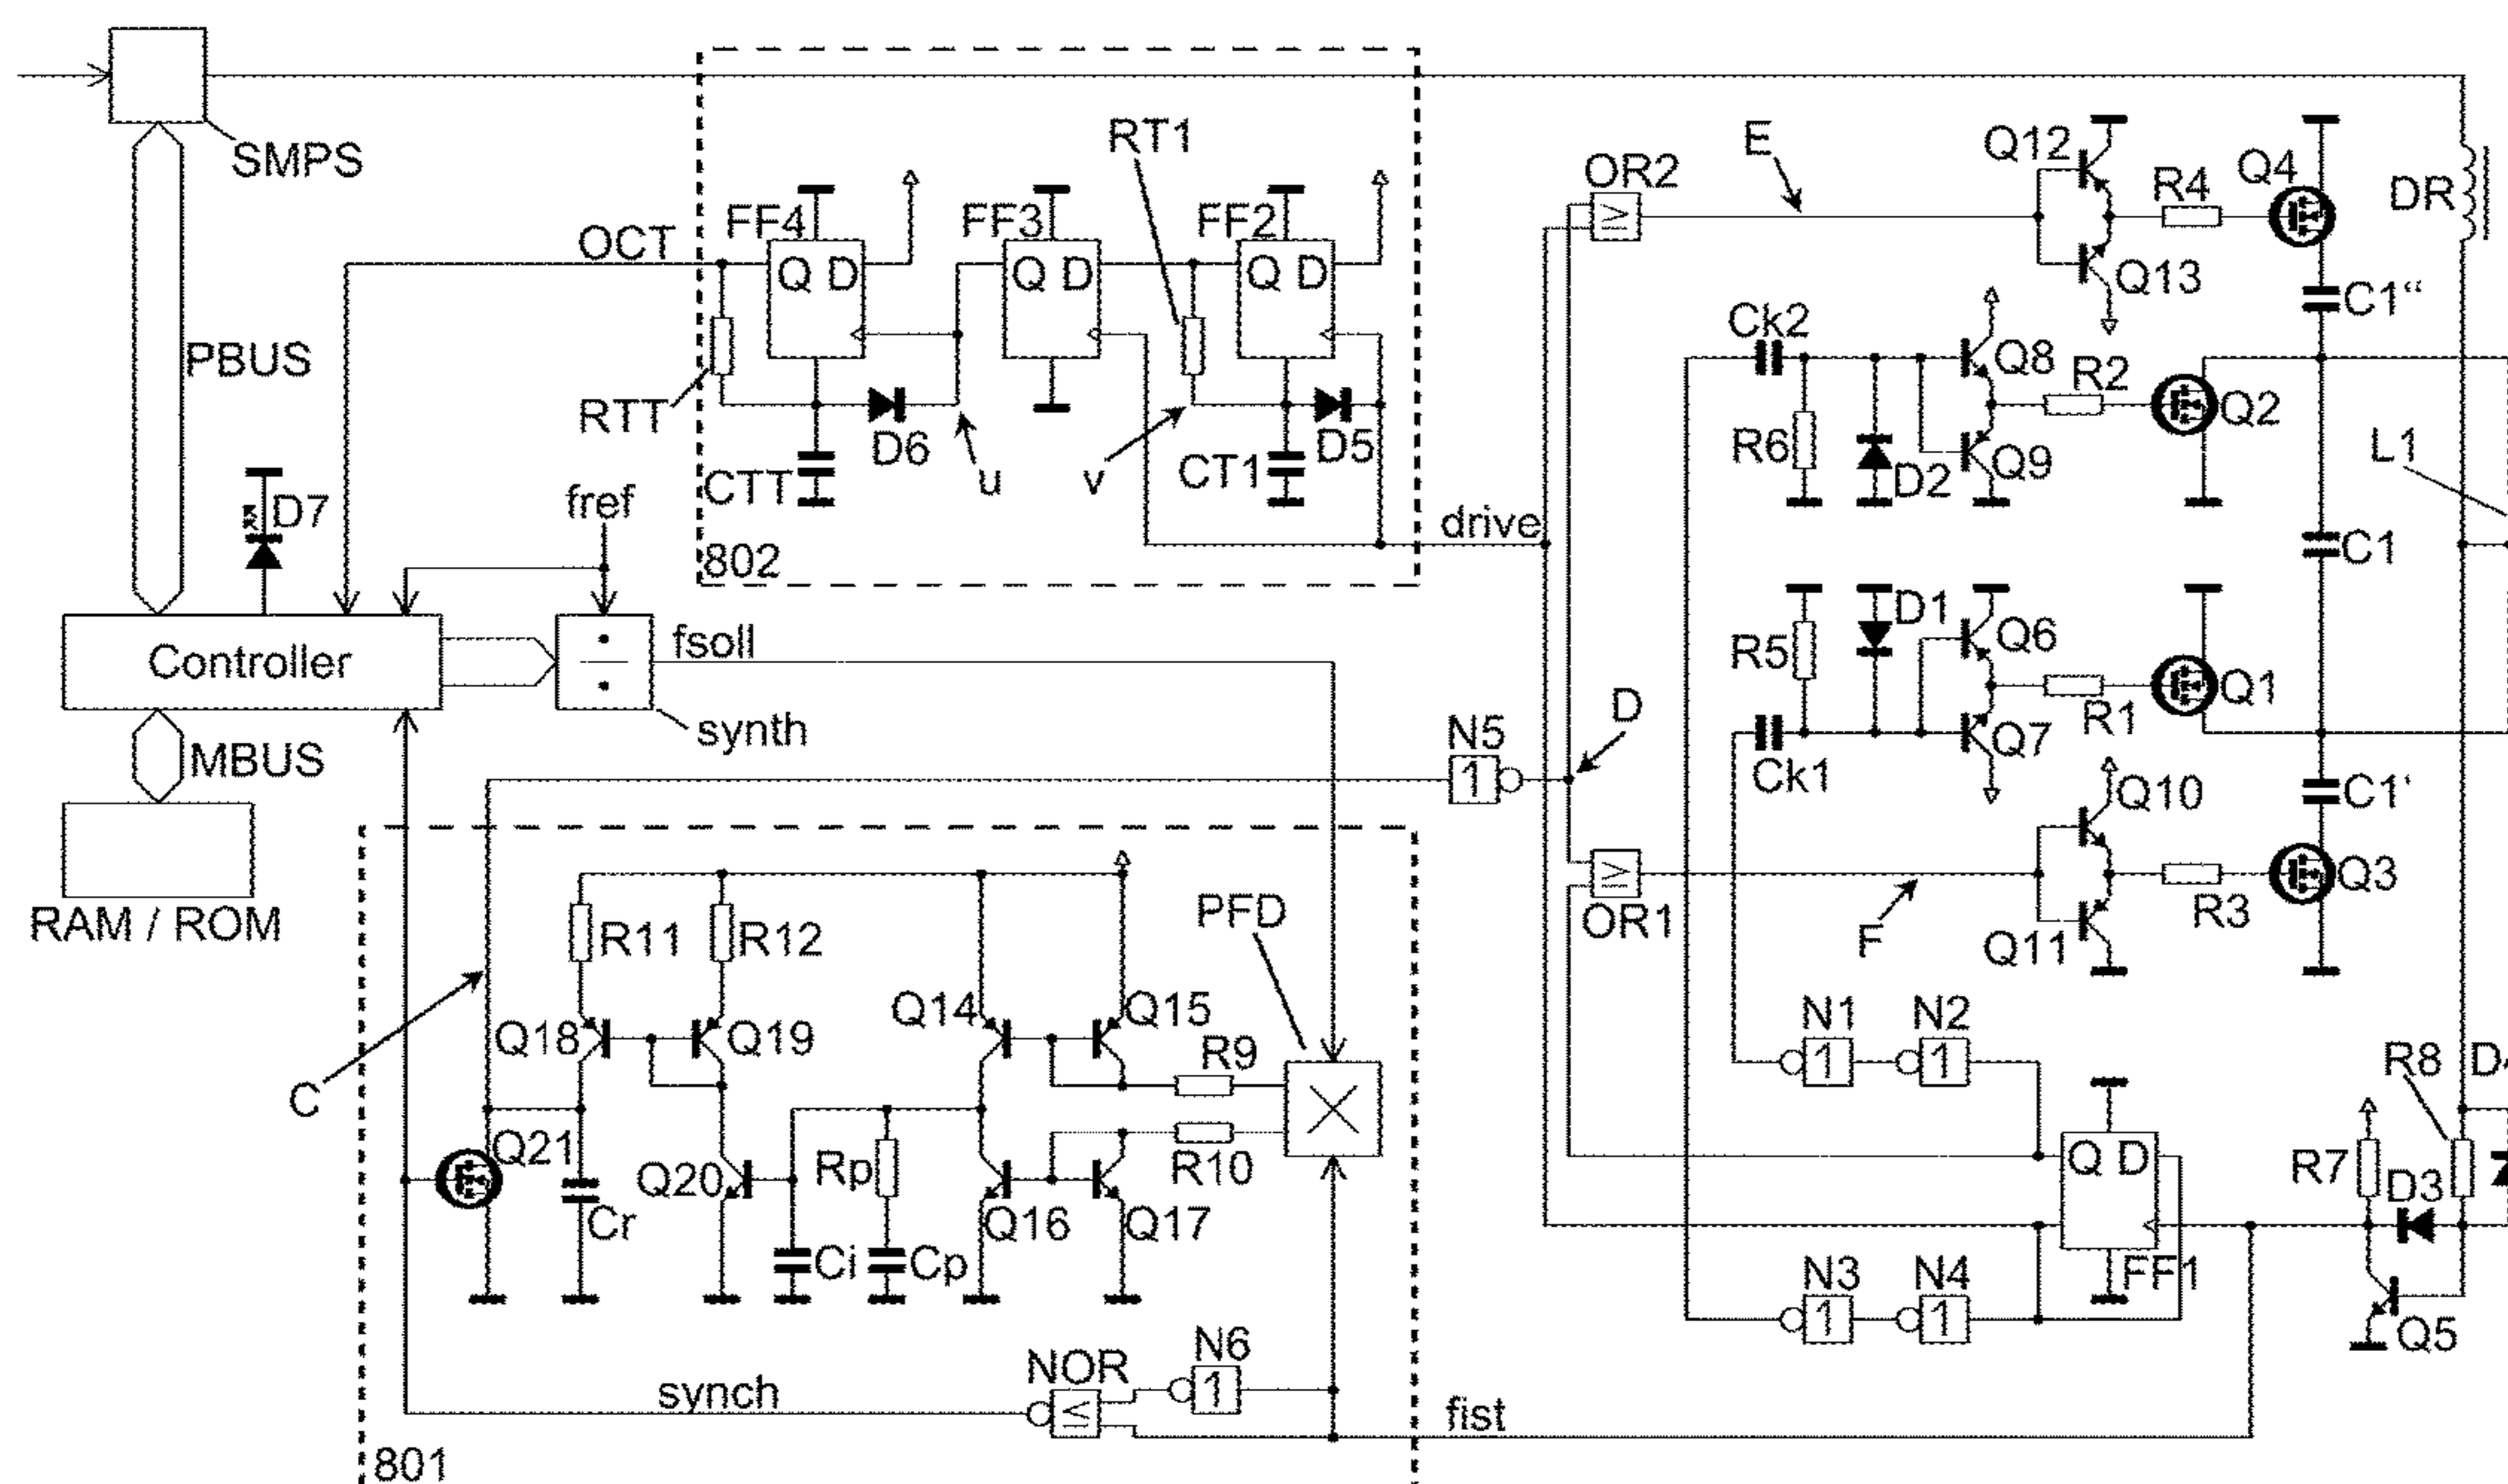 SMPS
PBUS
OCT
RTT
FF4
Q D
FF3
Q D
RT1
FF2
Q D
D6
CTT
u
v
CT1
D5
802
drive
D7
fref
Controller
fsoll
synth
MBUS
RAM / ROM
OR2
E
Q12
Q13
R4
Q4
DR
C1“
Ck2
Q8
R2
Q2
R6
D2
Q9
L1
C1
D1
R5
Q6
R1
Q1
Q7
Ck1
N5
1
D
Q10
C1‘
OR1
F
Q11
R3
Q3
≥
≥
N1
1
N2
1
R8
R7
D3
Q D
FF1
N3
1
N4
1
Q5
PFD
R11
R12
Q14
Q15
R9
Q18
Q19
C
Q21
Cr
Q20
Rp
R10
Q16
Q17
Ci
Cp
N6
1
NOR
≤
synch
fist
801